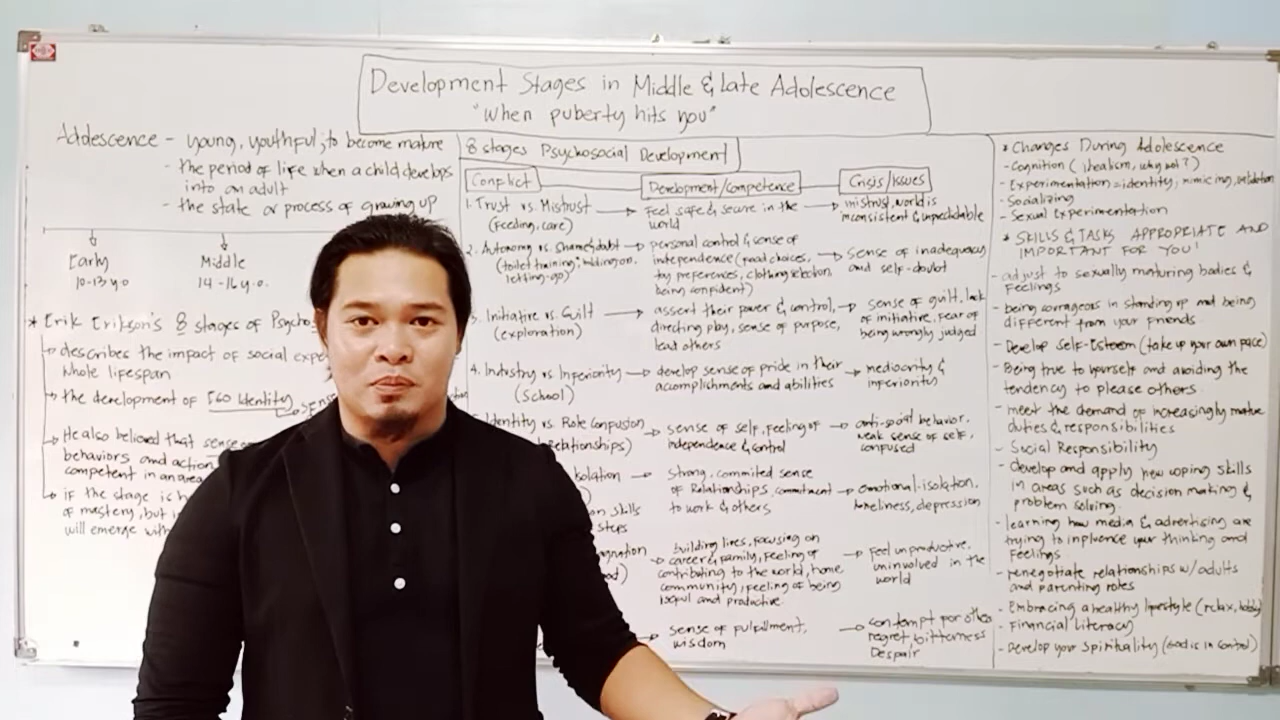 Development Stages in Middle & Late Adolescence
"When puberty hits you"
Adolescence - young, youthful, to become mature
- the period of life when a child develops
into an adult
- the state or process of growing up
Early
10-13 y.o
Middle
14-16 y.o.
* Erik Erikson's 8 stages of Psycho
describes the impact of social expe
whole lifespan
the development of EGO Identity
He also believed that sense
behaviors and action
competent in an area
if the stage is h
of mastery, but i
will emerge with
8 stages Psychosocial Development
Conflict
Development/competence
Crisis/Issues
1. Trust vs. Mistrust
(Feeding, care)
Feel safe & secure in the
world
mistrust, world is
inconsistent & unpredictable
2. Autonomy vs. Shame & doubt
(toilet training, holding on,
letting-go)
personal control & sense of
independence (food choices,
toy preferences, clothing selection
being confident)
Sense of inadequacy
and self-doubt
3. Initiative vs. Guilt
(exploration)
assert their power & control,
directing play, sense of purpose,
lead others
sense of guilt, lack
of initiative, fear of
being wrongly judged
4. Industry vs Inferiority
(School)
develop sense of pride in their
accomplishments and abilities
mediocrity &
inferiority
Identity vs. Role Confusion
Relationships)
sense of self, feeling of
independence & control
anti-social behavior,
weak sense of self,
confused
solation
strong, commited sense
of Relationships, commitment
to work & others
emotional-isolation,
loneliness, depression
on skills
steps
agnation
building lives, focusing on
career & family, feeling of
contributing to the world, home
community, feeling of being
useful and productive
feel unproductive,
uninvolved in the
world
sense of fulfillment,
wisdom
contempt for other
regret, bitterness
Despair
* Changes During Adolescence
- Cognition (idealism, why not?)
- Experimentation = identity, mimicing, validation
- Socializing
- Sexual Experimentation
* SKILLS & TASKS APPROPRIATE AND
IMPORTANT FOR YOU!
- adjust to sexually maturing bodies &
feelings
- being courageous in standing up and being
different from your friends
- Develop self-Esteem (take up your own pace)
- Being true to yourself and avoiding the
tendency to please others
- meet the demand of increasingly mature
duties & responsibilities
- Social Responsibility
- develop and apply new coping skills
in areas such as decision making &
problem solving.
- learning how media & advertising are
trying to influence your thinking and
feelings
- renegotiate relationships w/ adults
and parenting roles
- Embracing a healthy lifestyle (relax, hobby)
- Financial Literacy
- Develop your Spirituality (God is in control)